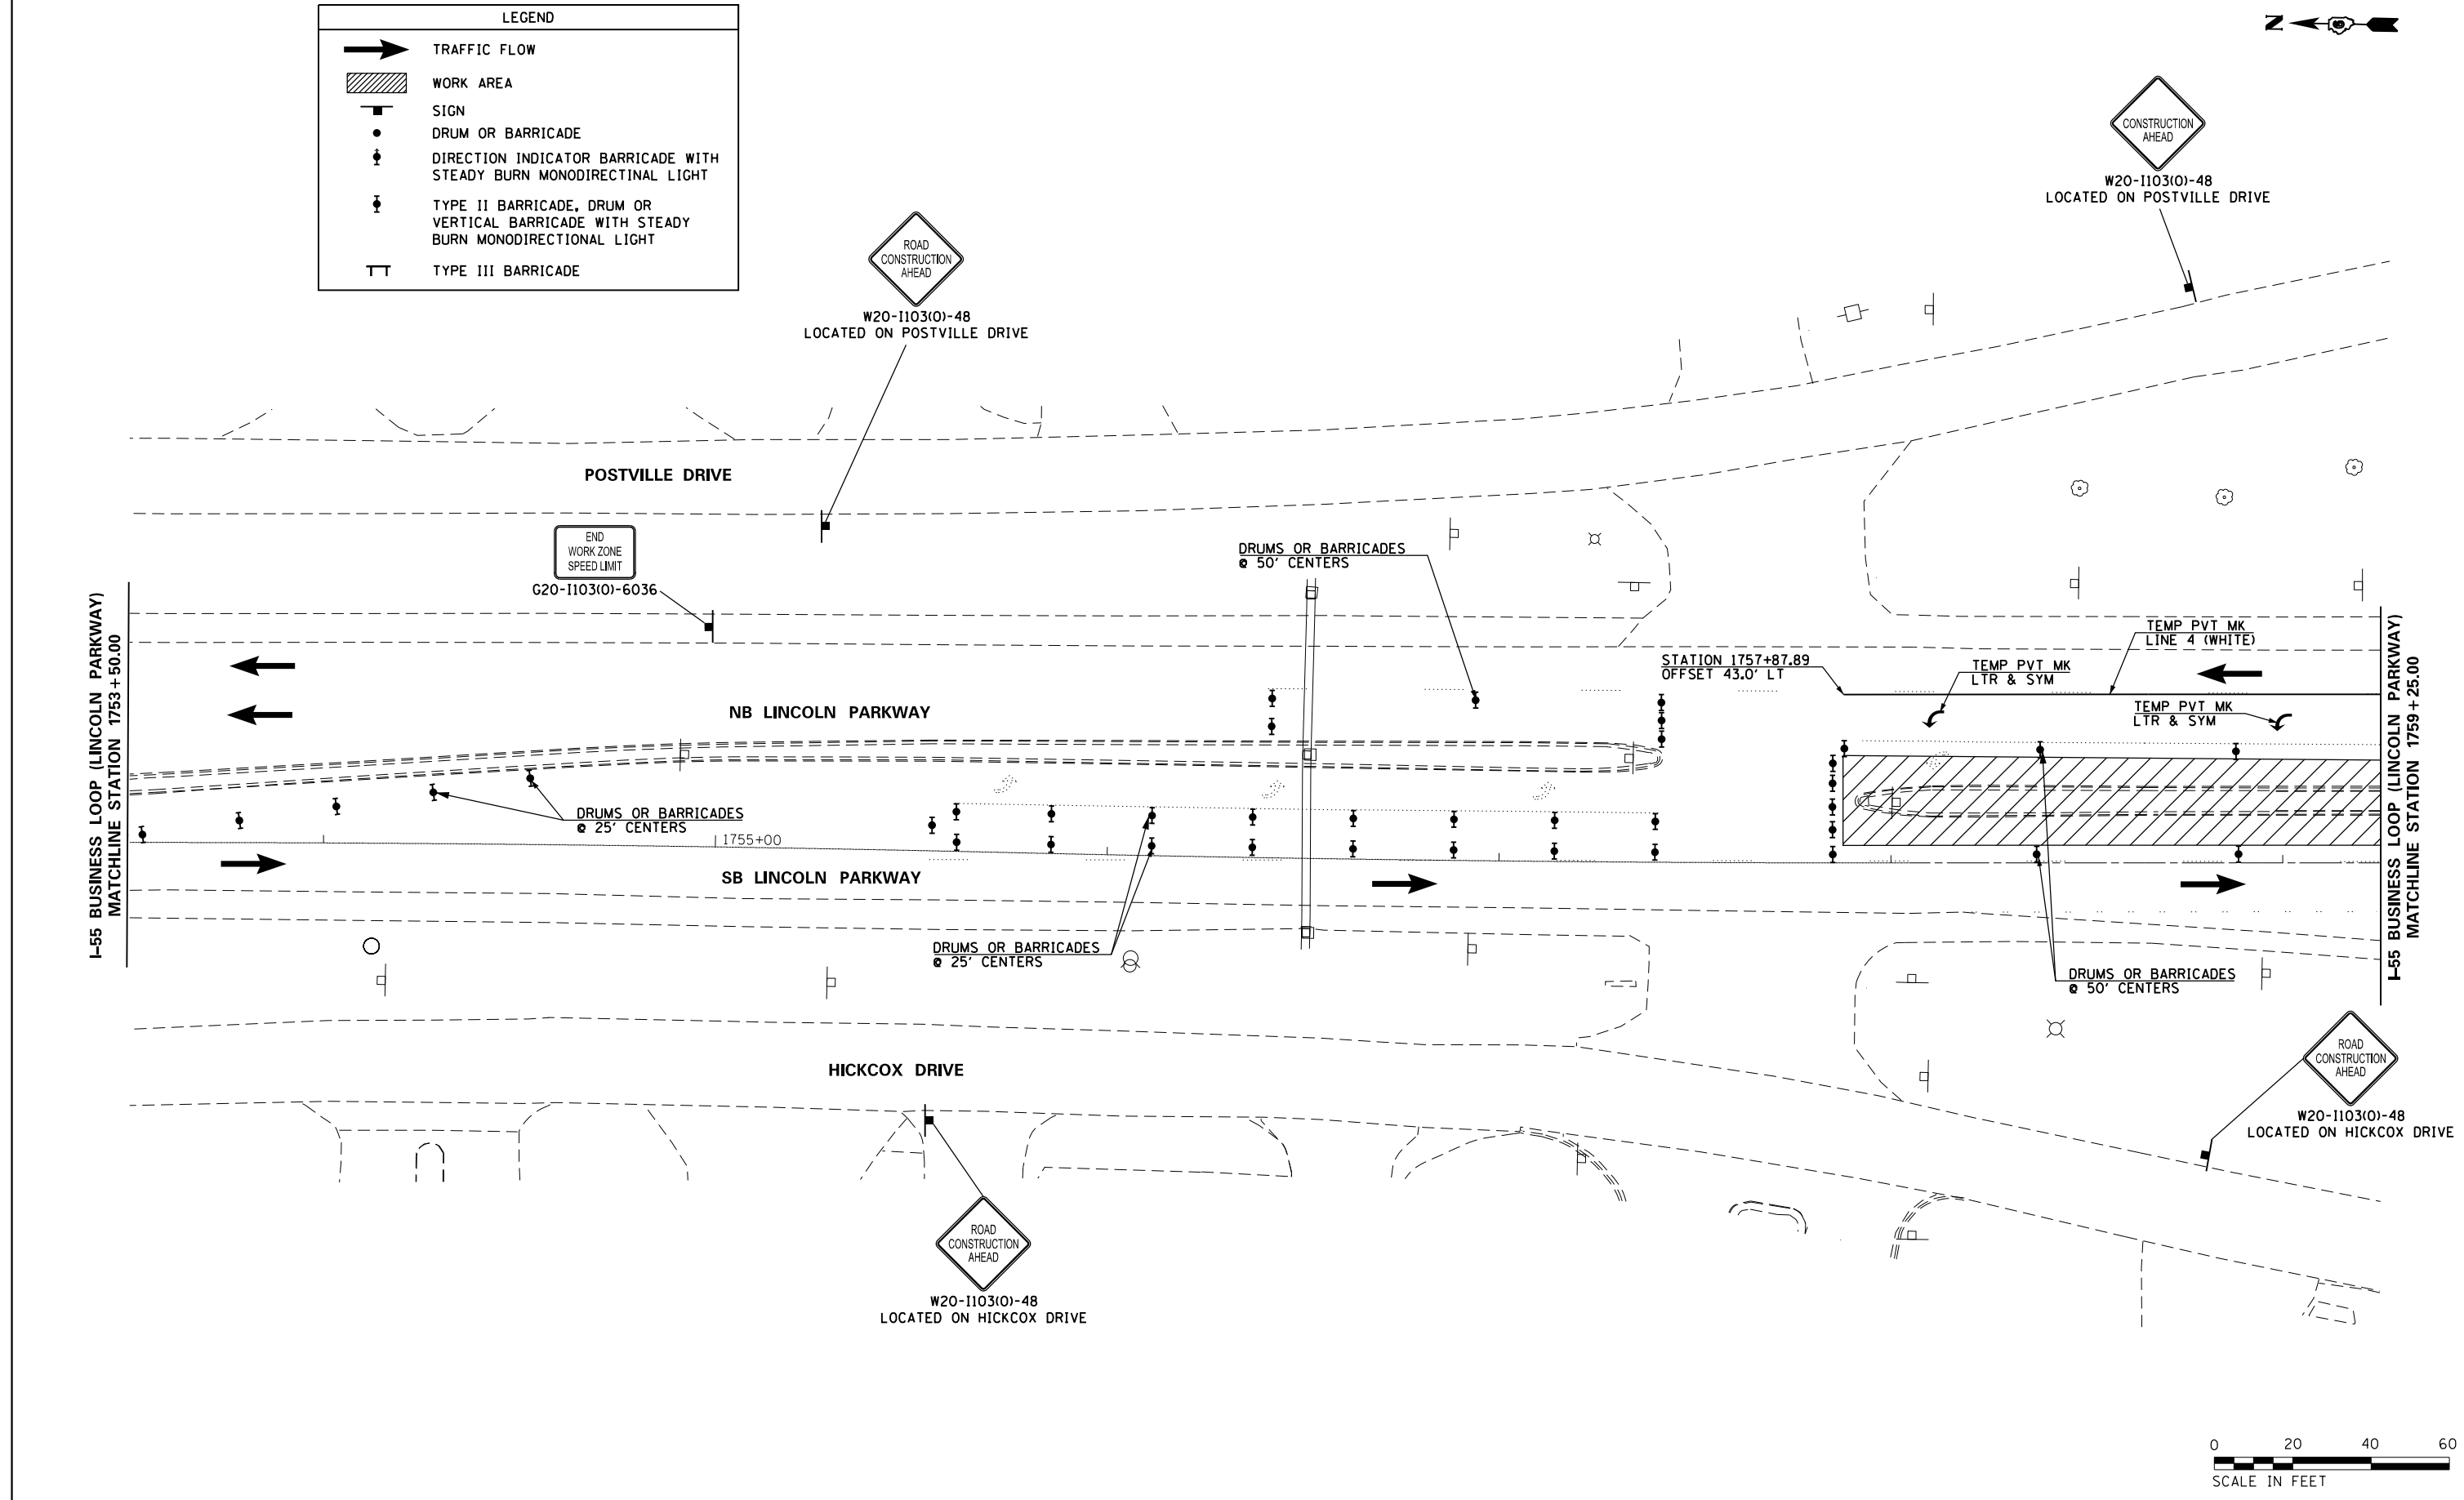 LEGEND
TRAFFIC FLOW
WORK AREA
SIGN
DRUM OR BARRICADE
DIRECTION INDICATOR BARRICADE WITH
STEADY BURN MONODIRECTINAL LIGHT
TYPE II BARRICADE, DRUM OR
VERTICAL BARRICADE WITH STEADY
BURN MONODIRECTIONAL LIGHT
TYPE III BARRICADE
N
CONSTRUCTION
AHEAD
W20-I103(0)-48
LOCATED ON POSTVILLE DRIVE
ROAD
CONSTRUCTION
AHEAD
W20-I103(0)-48
LOCATED ON POSTVILLE DRIVE
POSTVILLE DRIVE
END
WORK ZONE
SPEED LIMIT
G20-I103(0)-6036
DRUMS OR BARRICADES
@ 50' CENTERS
I-55 BUSINESS LOOP (LINCOLN PARKWAY)
MATCHLINE STATION 1753+50.00
STATION 1757+87.89
OFFSET 43.0' LT
TEMP PVT MK
LINE 4 (WHITE)
TEMP PVT MK
LTR & SYM
TEMP PVT MK
LTR & SYM
I-55 BUSINESS LOOP (LINCOLN PARKWAY)
MATCHLINE STATION 1759+25.00
NB LINCOLN PARKWAY
DRUMS OR BARRICADES
@ 25' CENTERS
1755+00
SB LINCOLN PARKWAY
DRUMS OR BARRICADES
@ 25' CENTERS
DRUMS OR BARRICADES
@ 50' CENTERS
HICKCOX DRIVE
ROAD
CONSTRUCTION
AHEAD
W20-I103(0)-48
LOCATED ON HICKCOX DRIVE
ROAD
CONSTRUCTION
AHEAD
W20-I103(0)-48
LOCATED ON HICKCOX DRIVE
0 20 40 60
SCALE IN FEET